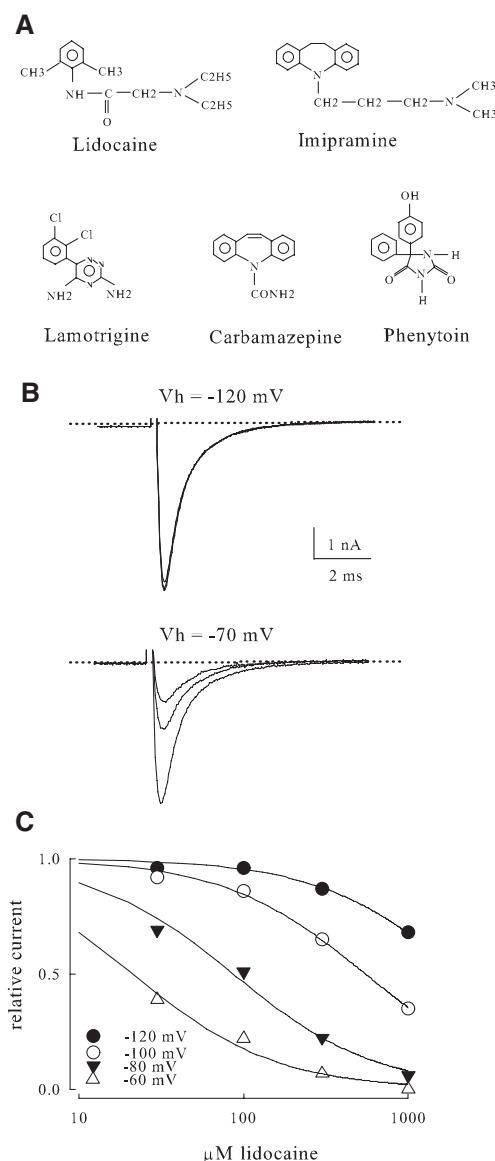 A
CH3
CH3
NH
C
CH2
N
C2H5
C2H5
O
Lidocaine
N
CH2
CH2
CH2
N
CH3
CH3
Imipramine
Cl
Cl
N
N
N
NH2
NH2
Lamotrigine
N
CONH2
Carbamazepine
OH
N
H
O
N
O
H
Phenytoin
B
Vh = -120 mV
1 nA
2 ms
Vh = -70 mV
C
relative current
1.0
0.5
0.0
-120 mV
-100 mV
-80 mV
-60 mV
10
100
1000
μM lidocaine